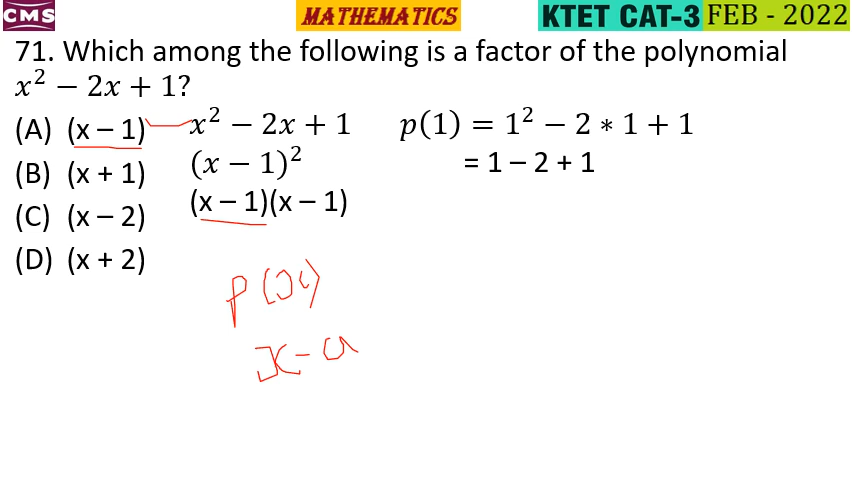 CMS
MATHEMATICS
KTET CAT-3 FEB - 2022
71. Which among the following is a factor of the polynomial
x² − 2x + 1?
(A) (x – 1)
(B) (x + 1)
(C) (x – 2)
(D) (x + 2)
x² − 2x + 1
(x − 1)²
(x – 1)(x – 1)
p(1) = 1² − 2 ∗ 1 + 1
= 1 – 2 + 1
p(x)
x - a